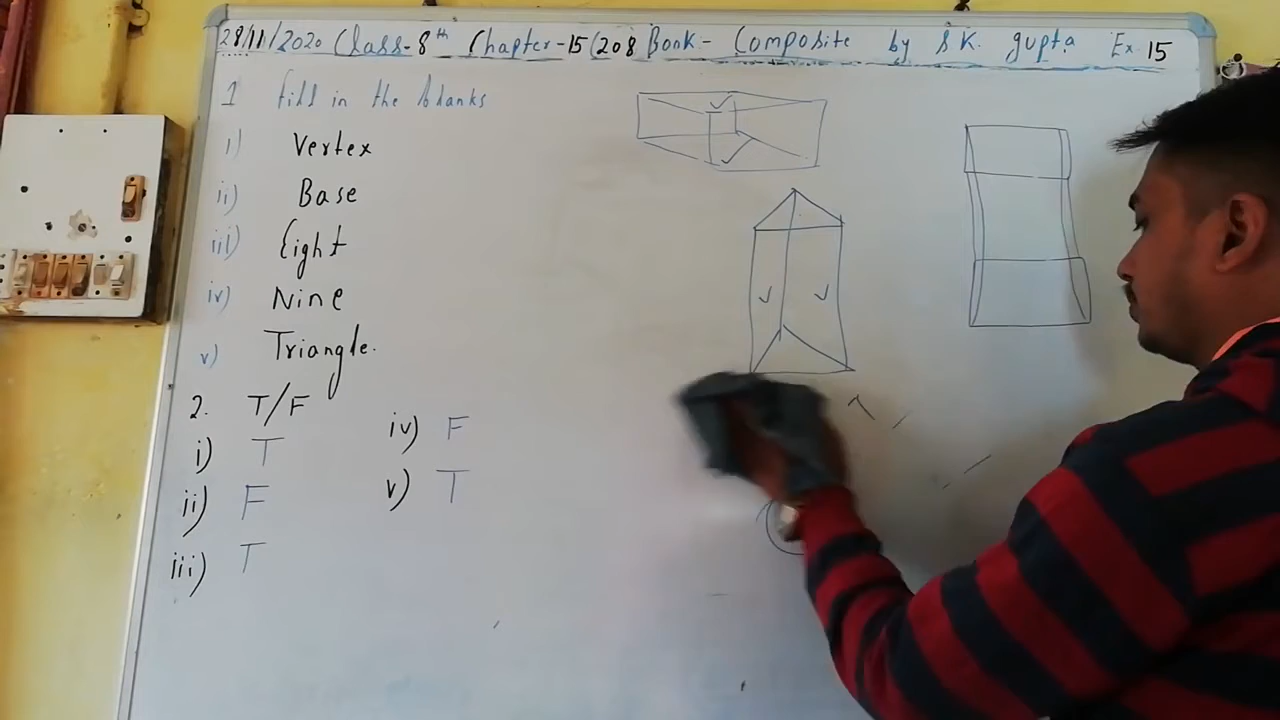 28/11/2020 Class-8th Chapter-15(208 Book- Composite by S K. gupta Ex 15
1 fill in the blanks
i) Vertex
ii) Base
iii) Eight
iv) Nine
v) Triangle.
2. T/F
i) T iv) F
ii) F v) T
iii) T